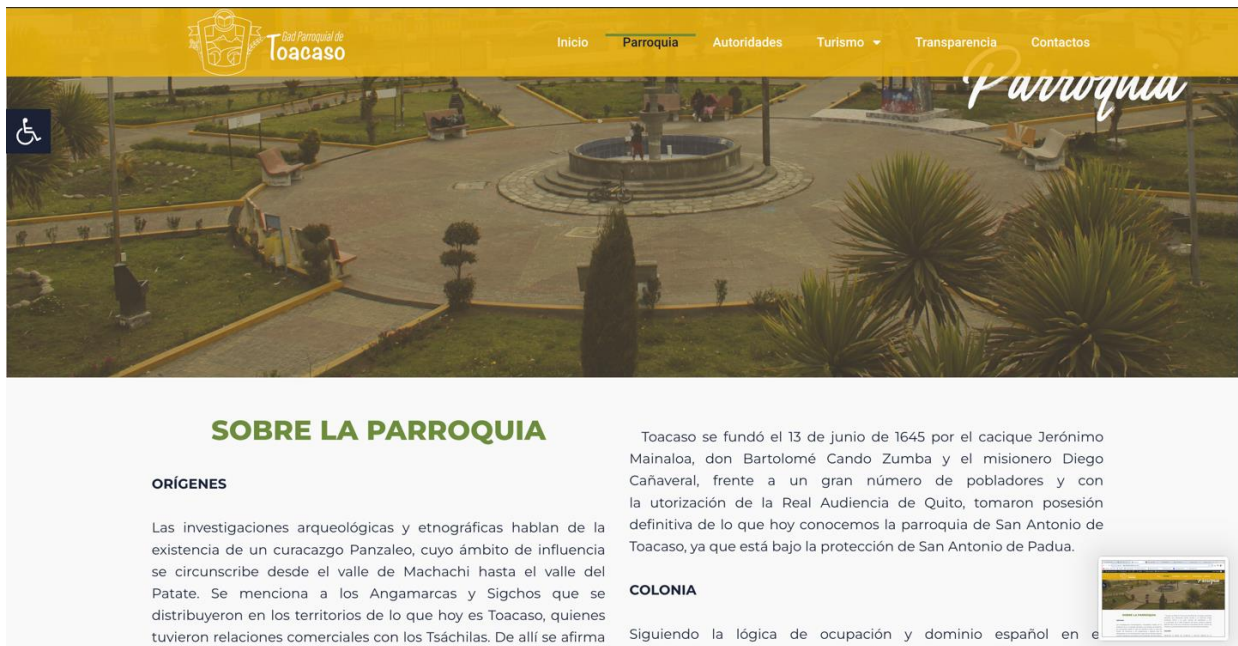 Gad Parroquial de
Toacaso
Inicio
Parroquia
Autoridades
Turismo
Transparencia
Contactos
Parroquia
SOBRE LA PARROQUIA
ORÍGENES
Las investigaciones arqueológicas y etnográficas hablan de la
existencia de un curacazgo Panzaleo, cuyo ámbito de influencia
se circunscribe desde el valle de Machachi hasta el valle del
Patate. Se menciona a los Angamarcas y Sigchos que se
distribuyeron en los territorios de lo que hoy es Toacaso, quienes
tuvieron relaciones comerciales con los Tsáchilas. De allí se afirma
Toacaso se fundó el 13 de junio de 1645 por el cacique Jerónimo
Mainaloa, don Bartolomé Cando Zumba y el misionero Diego
Cañaveral, frente a un gran número de pobladores y con
la utorización de la Real Audiencia de Quito, tomaron posesión
definitiva de lo que hoy conocemos la parroquia de San Antonio de
Toacaso, ya que está bajo la protección de San Antonio de Padua.
COLONIA
Siguiendo la lógica de ocupación y dominio español en e